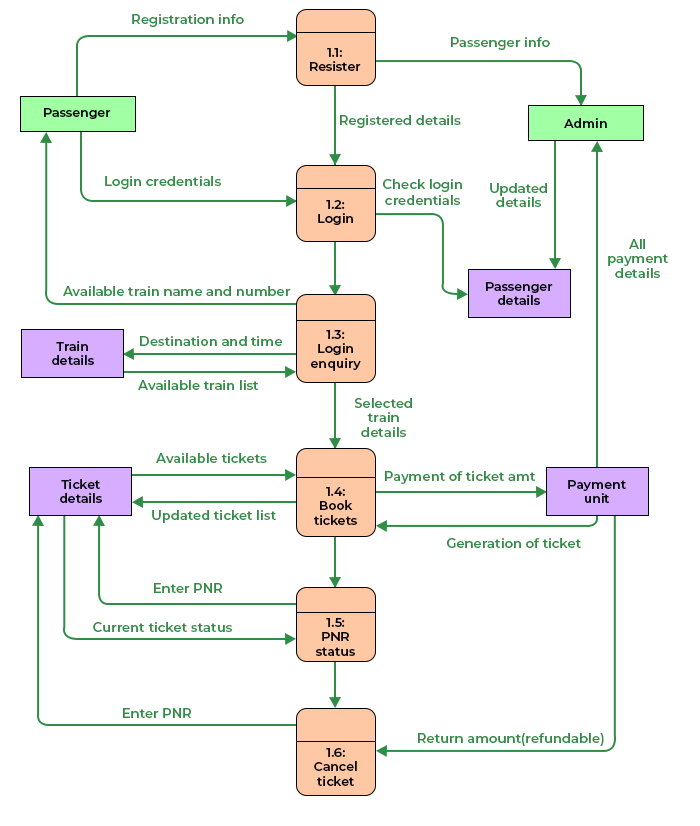 Registration info
1.1:
Resister
Passenger info
Passenger
Admin
Registered details
Login credentials
Check login
credentials
Updated
details
1.2:
Login
All
payment
details
Available train name and number
Passenger
details
1.3:
Login
enquiry
Train
details
Destination and time
Available train list
Selected
train
details
Available tickets
Ticket
details
Updated ticket list
1.4:
Book
tickets
Payment of ticket amt
Payment
unit
Generation of ticket
Enter PNR
Current ticket status
1.5:
PNR
status
Enter PNR
Return amount(refundable)
1.6:
Cancel
ticket